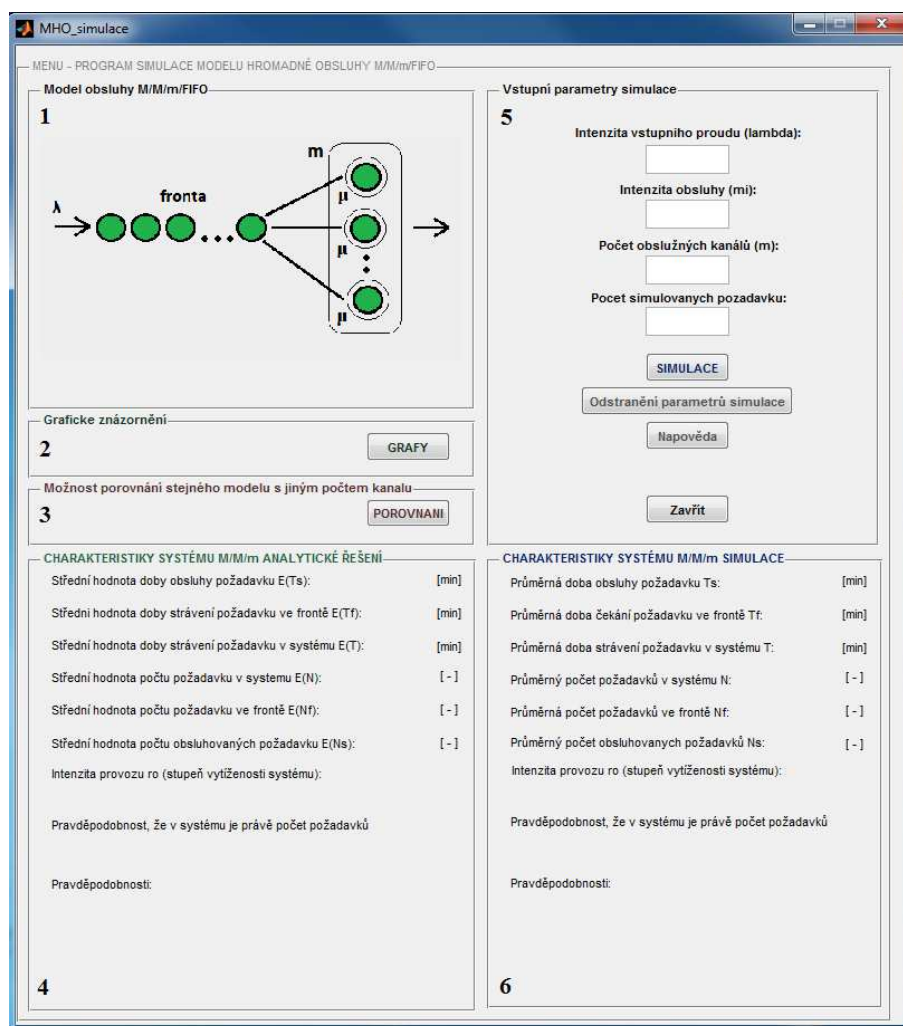 MHO_simulace
MENU - PROGRAM SIMULACE MODELU HROMADNÉ OBSLUHY M/M/m/FIFO
Model obsluhy M/M/m/FIFO
1
m
fronta
λ
μ
μ
μ
Graficke znázornění
2
GRAFY
Možnost porovnání stejného modelu s jiným počtem kanalu
3
POROVNANI
Vstupní parametry simulace
5
Intenzita vstupniho proudu (lambda):
Intenzita obsluhy (mi):
Počet obslužných kanálů (m):
Pocet simulovanych pozadavku:
SIMULACE
Odstranění parametrů simulace
Napověda
Zavřít
CHARAKTERISTIKY SYSTÉMU M/M/m ANALYTICKÉ ŘEŠENÍ
Střední hodnota doby obsluhy požadavku E(Ts): [min]
Středni hodnota doby strávení požadavku ve frontě E(Tf): [min]
Střední hodnota doby strávení požadavku v systému E(T): [min]
Střední hodnota počtu požadavku v systemu E(N): [ - ]
Střední hodnota počtu požadavku ve frontě E(Nf): [ - ]
Střední hodnota počtu obsluhovaných požadavku E(Ns): [ - ]
Intenzita provozu ro (stupeň vytíženosti systému):
Pravděpodobnost, že v systému je právě počet požadavků
Pravděpodobnosti:
4
CHARAKTERISTIKY SYSTÉMU M/M/m SIMULACE
Průměrná doba obsluhy požadavku Ts: [min]
Průměrná doba čekání požadavku ve frontě Tf: [min]
Průměrná doba strávení požadavku v systému T: [min]
Průměrný počet požadavků v systému N: [ - ]
Průměrná počet požadavků ve frontě Nf: [ - ]
Průměrný počet obsluhovanych požadavků Ns: [ - ]
Intenzita provozu ro (stupeň vytíženosti systému):
Pravděpodobnost, že v systému je právě počet požadavků
Pravděpodobnosti:
6